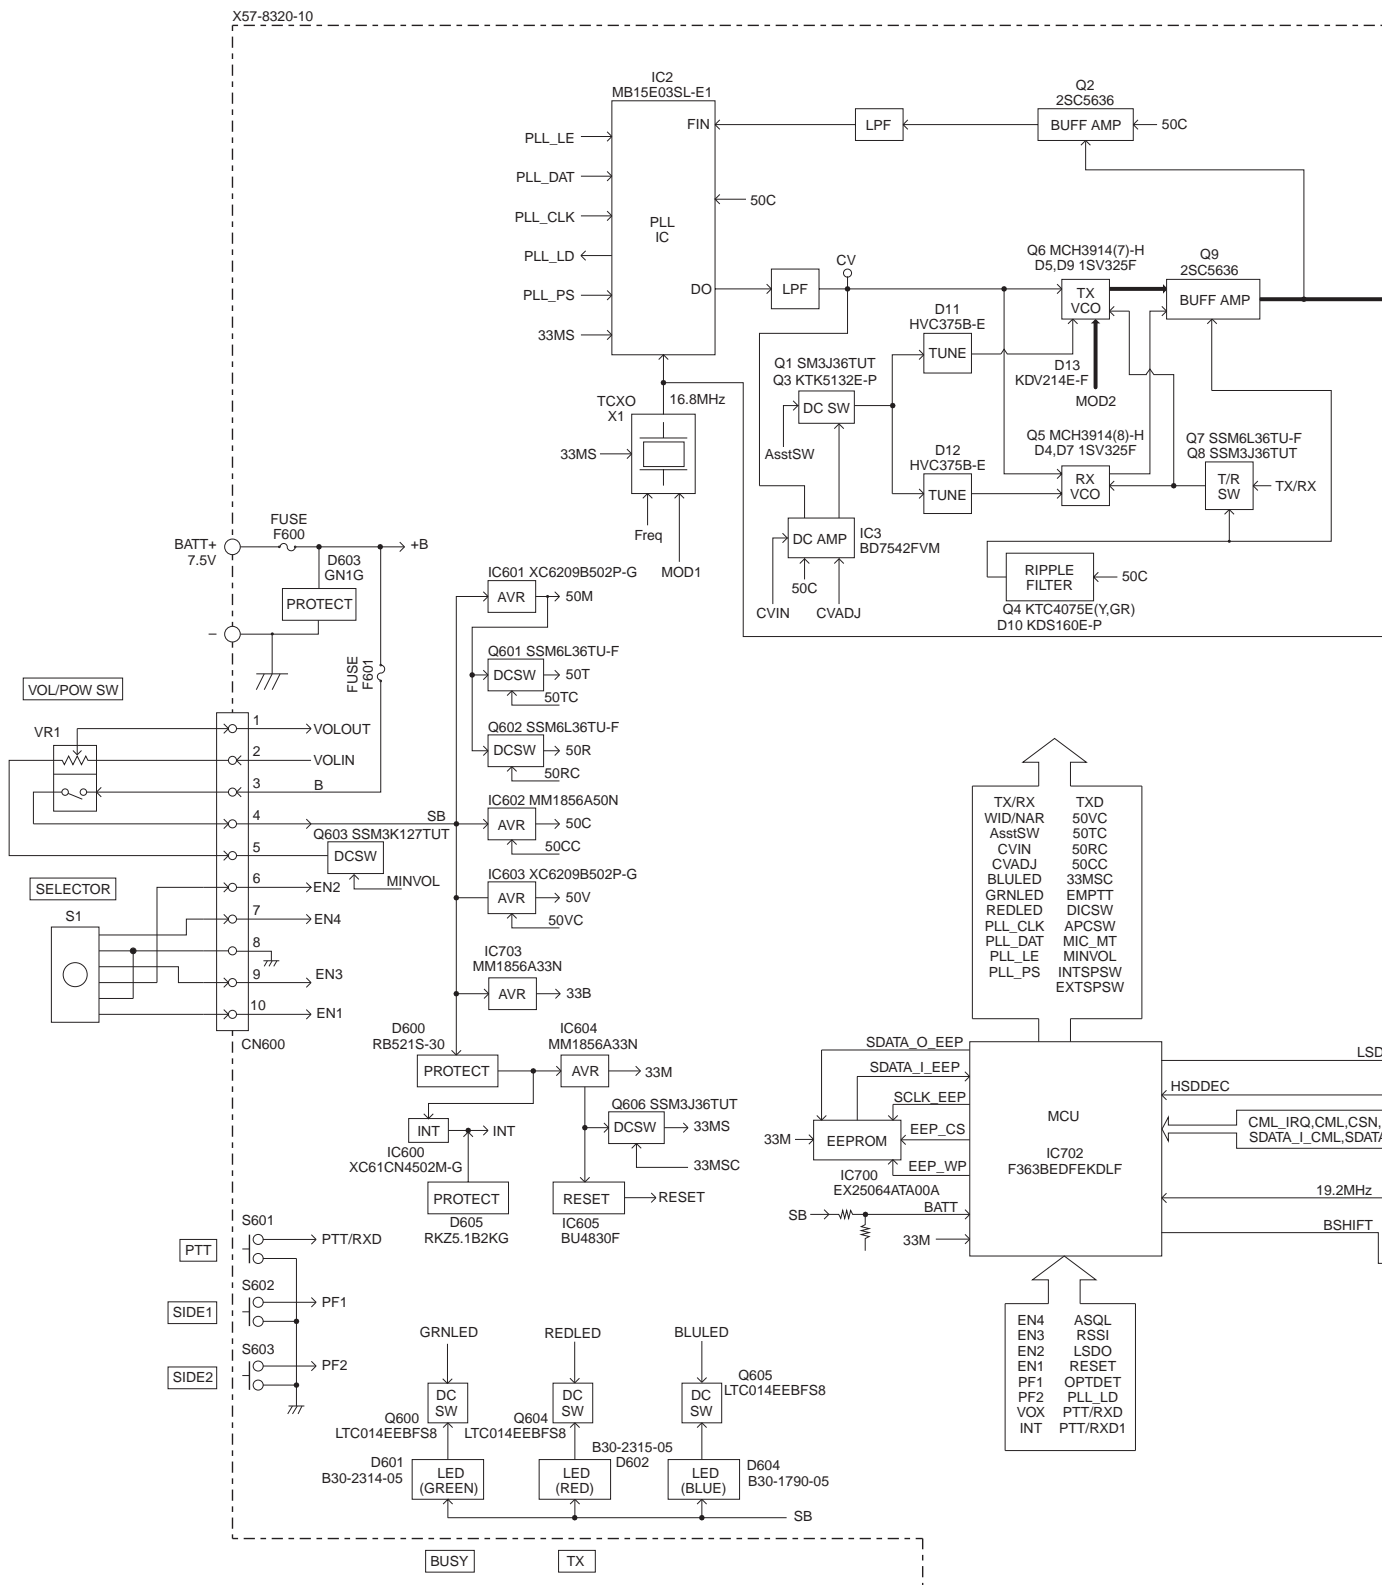 X57-8320-10
IC2
MB15E03SL-E1
PLL_LE
PLL_DAT
PLL_CLK
PLL_LD
PLL_PS
33MS
FIN
50C
PLL
IC
DO
LPF
Q2
2SC5636
BUFF AMP
50C
LPF
CV
Q6 MCH3914(7)-H
D5,D9 1SV325F
TX
VCO
Q9
2SC5636
BUFF AMP
D11
HVC375B-E
TUNE
D13
KDV214E-F
MOD2
Q1 SM3J36TUT
Q3 KTK5132E-P
DC SW
AsstSW
TCXO
X1
16.8MHz
33MS
Freq
MOD1
D12
HVC375B-E
TUNE
Q5 MCH3914(8)-H
D4,D7 1SV325F
RX
VCO
Q7 SSM6L36TU-F
Q8 SSM3J36TUT
T/R
SW
TX/RX
DC AMP
IC3
BD7542FVM
50C
CVIN
CVADJ
RIPPLE
FILTER
50C
Q4 KTC4075E(Y,GR)
D10 KDS160E-P
BATT+
7.5V
FUSE
F600
+B
D603
GN1G
PROTECT
–
FUSE
F601
VOL/POW SW
VR1
1
VOLOUT
2
VOLIN
3
B
4
SB
5
Q603 SSM3K127TUT
DCSW
MINVOL
6
EN2
7
EN4
8
9
EN3
10
EN1
CN600
SELECTOR
S1
IC601 XC6209B502P-G
AVR
50M
Q601 SSM6L36TU-F
DCSW
50T
50TC
Q602 SSM6L36TU-F
DCSW
50R
50RC
IC602 MM1856A50N
AVR
50C
50CC
IC603 XC6209B502P-G
AVR
50V
50VC
IC703
MM1856A33N
AVR
33B
D600
RB521S-30
PROTECT
IC604
MM1856A33N
AVR
33M
INT
INT
IC600
XC61CN4502M-G
PROTECT
D605
RKZ5.1B2KG
Q606 SSM3J36TUT
DCSW
33MS
33MSC
RESET
RESET
IC605
BU4830F
TX/RX TXD
WID/NAR 50VC
AsstSW 50TC
CVIN 50RC
CVADJ 50CC
BLULED 33MSC
GRNLED EMPTT
REDLED DICSW
PLL_CLK APCSW
PLL_DAT MIC_MT
PLL_LE MINVOL
PLL_PS INTSPSW
EXTSPSW
SDATA_O_EEP
SDATA_I_EEP
SCLK_EEP
EEP_CS
EEP_WP
33M
EEPROM
IC700
EX25064ATA00A
SB
BATT
33M
MCU
IC702
F363BEDFEKDLF
LSD
HSDDEC
CML_IRQ,CML,CSN,
SDATA_I_CML,SDATA
19.2MHz
BSHIFT
EN4 ASQL
EN3 RSSI
EN2 LSDO
EN1 RESET
PF1 OPTDET
PF2 PLL_LD
VOX PTT/RXD
INT PTT/RXD1
PTT
S601
PTT/RXD
SIDE1
S602
PF1
SIDE2
S603
PF2
GRNLED
REDLED
BLULED
DC
SW
Q600
LTC014EEBFS8
DC
SW
Q604
LTC014EEBFS8
DC
SW
Q605
LTC014EEBFS8
D601
B30-2314-05
LED
(GREEN)
B30-2315-05
D602
LED
(RED)
LED
(BLUE)
D604
B30-1790-05
SB
BUSY
TX